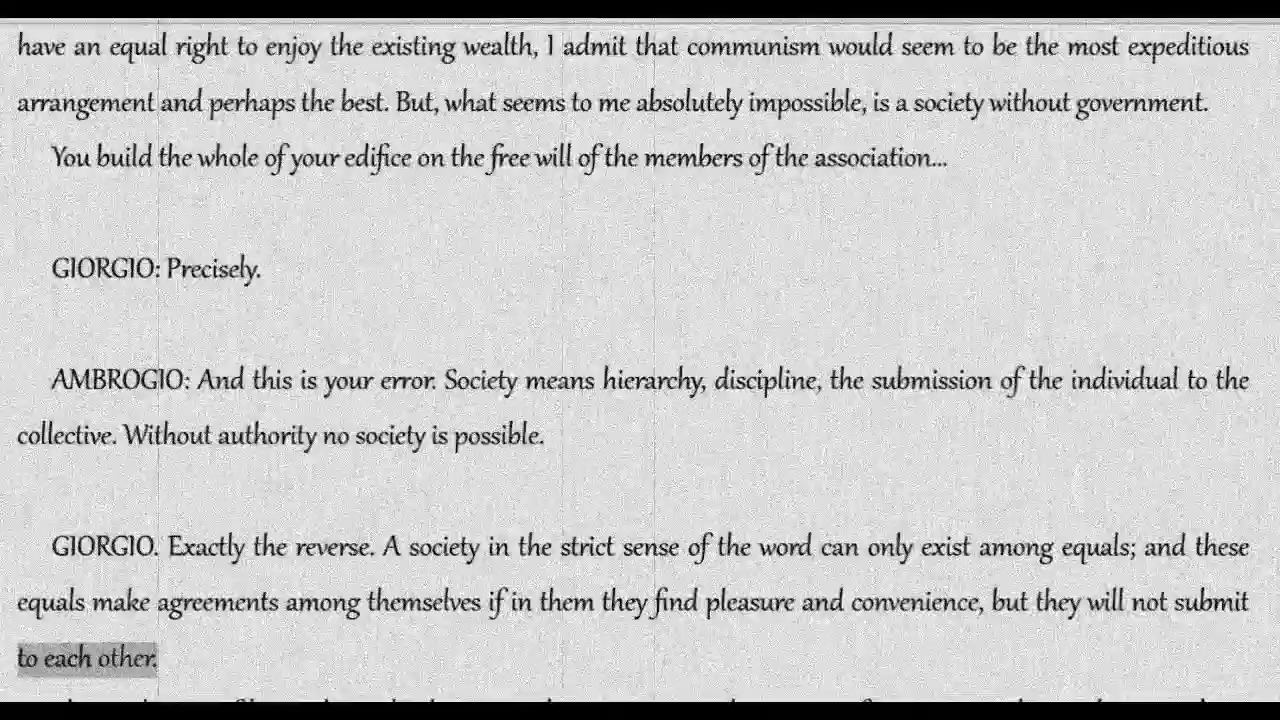 have an equal right to enjoy the existing wealth, I admit that communism would seem to be the most expeditious
arrangement and perhaps the best. But, what seems to me absolutely impossible, is a society without government.
You build the whole of your edifice on the free will of the members of the association...
GIORGIO: Precisely.
AMBROGIO: And this is your error. Society means hierarchy, discipline, the submission of the individual to the
collective. Without authority no society is possible.
GIORGIO. Exactly the reverse. A society in the strict sense of the word can only exist among equals; and these
equals make agreements among themselves if in them they find pleasure and convenience, but they will not submit
to each other.